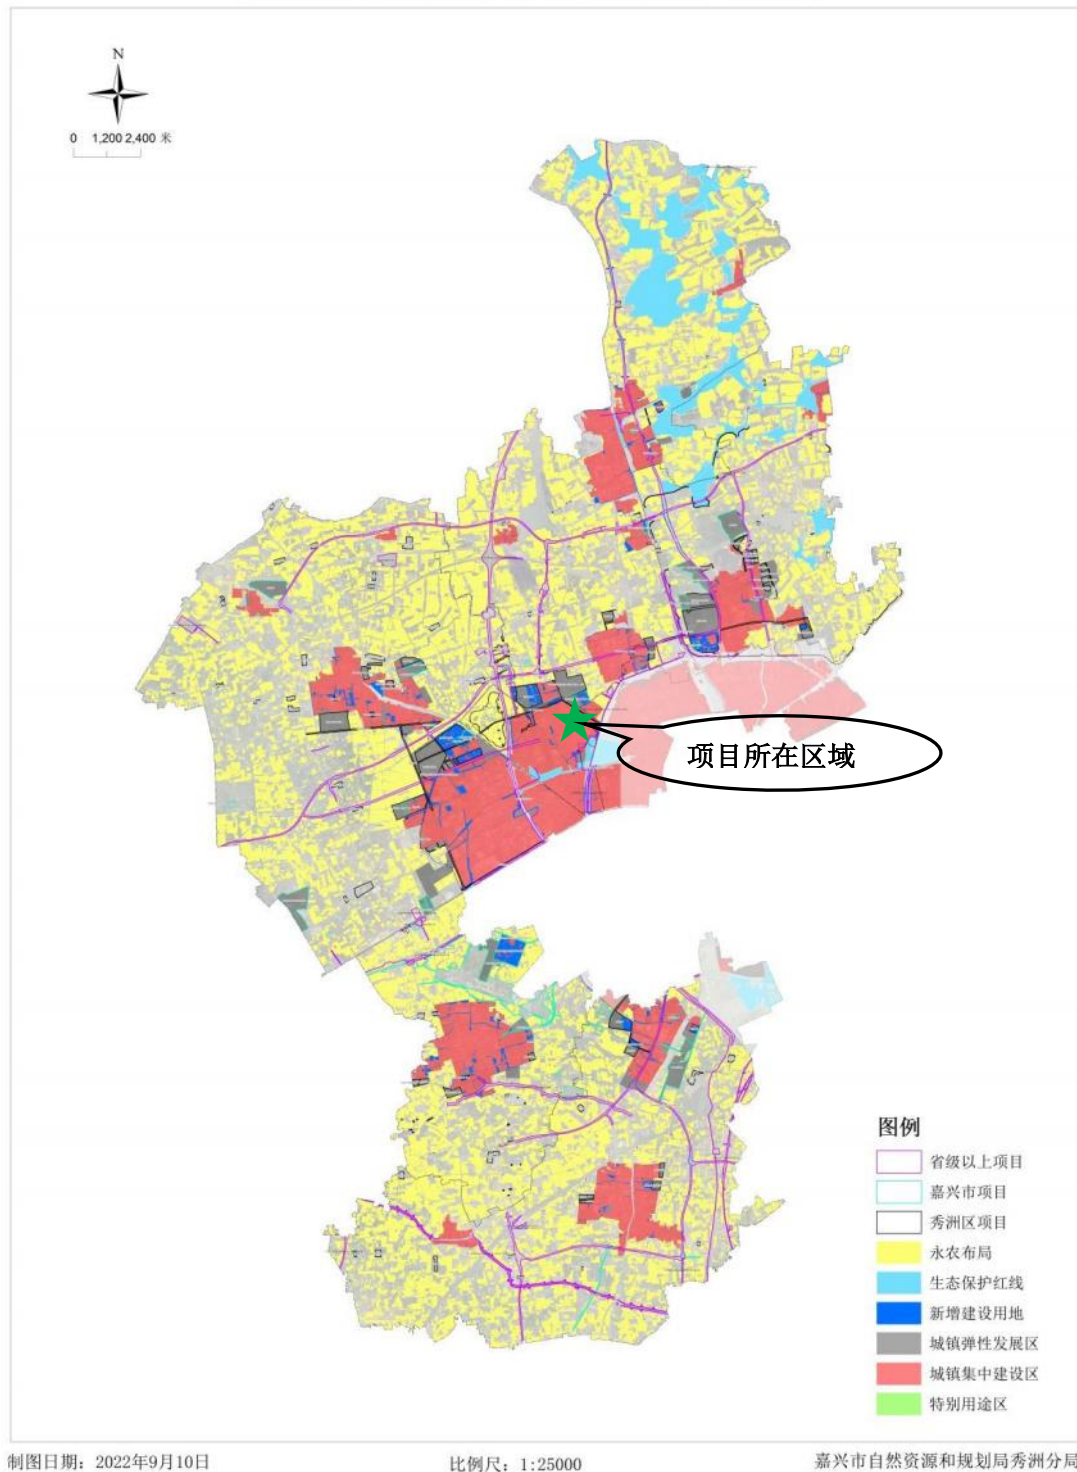 N
0 1,200 2,400 米
项目所在区域
图例
省级以上项目
嘉兴市项目
秀洲区项目
永农布局
生态保护红线
新增建设用地
城镇弹性发展区
城镇集中建设区
特别用途区
制图日期：2022年9月10日
比例尺：1:25000
嘉兴市自然资源和规划局秀洲分局